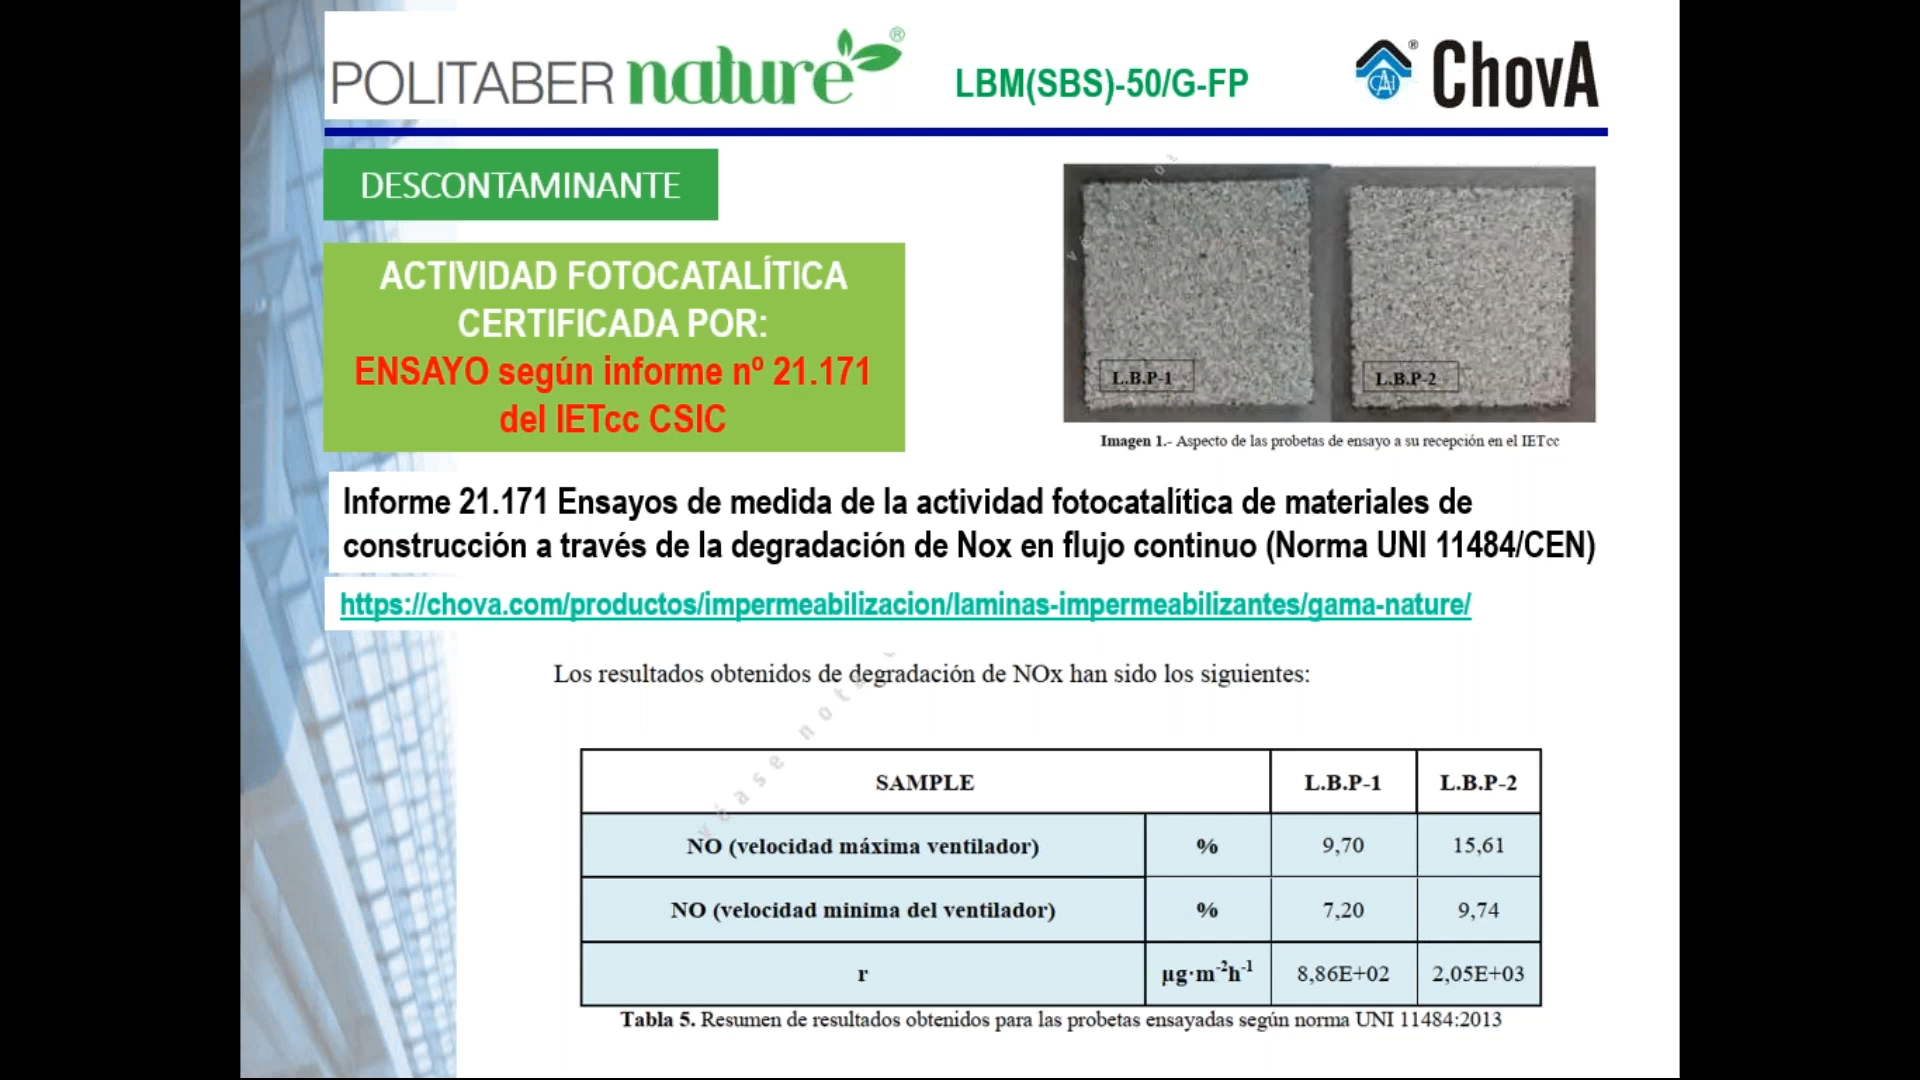 POLITABER nature®
LBM(SBS)-50/G-FP
®
ChovA
DESCONTAMINANTE
ACTIVIDAD FOTOCATALÍTICA
CERTIFICADA POR:
ENSAYO según informe nº 21.171
del IETcc CSIC
L.B.P-1
L.B.P-2
Imagen 1.- Aspecto de las probetas de ensayo a su recepción en el IETcc
Informe 21.171 Ensayos de medida de la actividad fotocatalítica de materiales de
construcción a través de la degradación de Nox en flujo continuo (Norma UNI 11484/CEN)
https://chova.com/productos/impermeabilizacion/laminas-impermeabilizantes/gama-nature/
Los resultados obtenidos de degradación de NOx han sido los siguientes:
véase nota
SAMPLE L.B.P-1 L.B.P-2
NO (velocidad máxima ventilador) % 9,70 15,61
NO (velocidad minima del ventilador) % 7,20 9,74
r µg·m⁻²h⁻¹ 8,86E+02 2,05E+03
Tabla 5. Resumen de resultados obtenidos para las probetas ensayadas según norma UNI 11484:2013